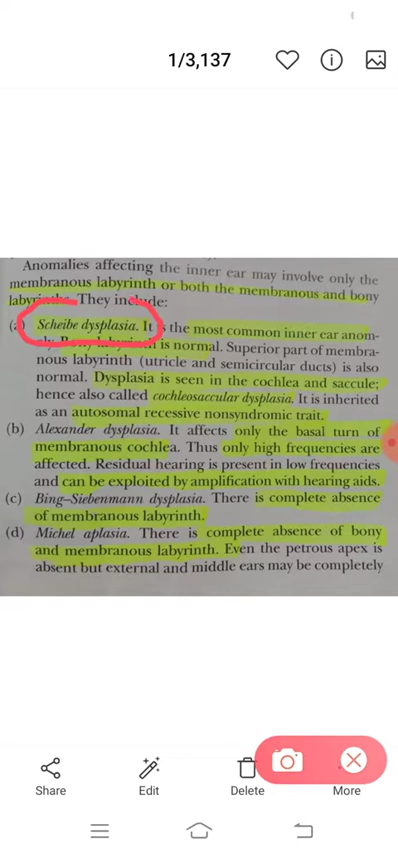 1/3,137
Anomalies affecting the inner ear may involve only the
membranous labyrinth or both the membranous and bony
labyrinths. They include:
(a) Scheibe dysplasia. It is the most common inner ear anom-
aly. Bony labyrinth is normal. Superior part of membra-
nous labyrinth (utricle and semicircular ducts) is also
normal. Dysplasia is seen in the cochlea and saccule;
hence also called cochleosaccular dysplasia. It is inherited
as an autosomal recessive nonsyndromic trait.
(b) Alexander dysplasia. It affects only the basal turn of
membranous cochlea. Thus only high frequencies are
affected. Residual hearing is present in low frequencies
and can be exploited by amplification with hearing aids.
(c) Bing–Siebenmann dysplasia. There is complete absence
of membranous labyrinth.
(d) Michel aplasia. There is complete absence of bony
and membranous labyrinth. Even the petrous apex is
absent but external and middle ears may be completely
Share Edit Delete More